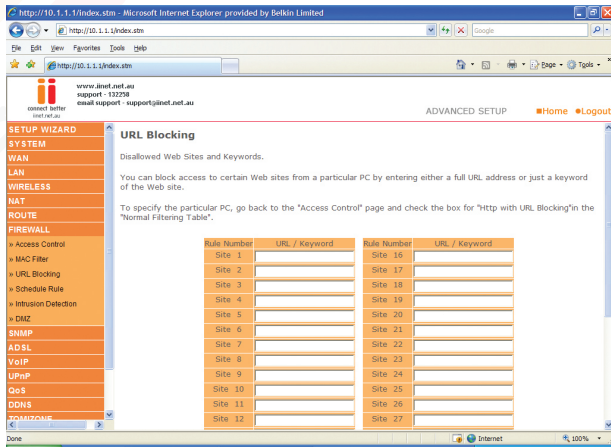 http://10.1.1.1/index.stm - Microsoft Internet Explorer provided by Belkin Limited
http://10.1.1.1/index.stm
Google
File Edit View Favorites Tools Help
http://10.1.1.1/index.stm
Page Tools
www.iinet.net.au
support - 132258
email support - support@iinet.net.au
connect better
iinet.net.au
ADVANCED SETUP Home Logout
SETUP WIZARD
SYSTEM
WAN
LAN
WIRELESS
NAT
ROUTE
FIREWALL
» Access Control
» MAC Filter
» URL Blocking
» Schedule Rule
» Intrusion Detection
» DMZ
SNMP
ADSL
VoIP
UPnP
QoS
DDNS
TOMIZONE
URL Blocking
Disallowed Web Sites and Keywords.
You can block access to certain Web sites from a particular PC by entering either a full URL address or just a keyword
of the Web site.
To specify the particular PC, go back to the "Access Control" page and check the box for "Http with URL Blocking"in the
"Normal Filtering Table".
Rule Number URL / Keyword Rule Number URL / Keyword
Site 1 Site 16
Site 2 Site 17
Site 3 Site 18
Site 4 Site 19
Site 5 Site 20
Site 6 Site 21
Site 7 Site 22
Site 8 Site 23
Site 9 Site 24
Site 10 Site 25
Site 11 Site 26
Site 12 Site 27
Done Internet 100%